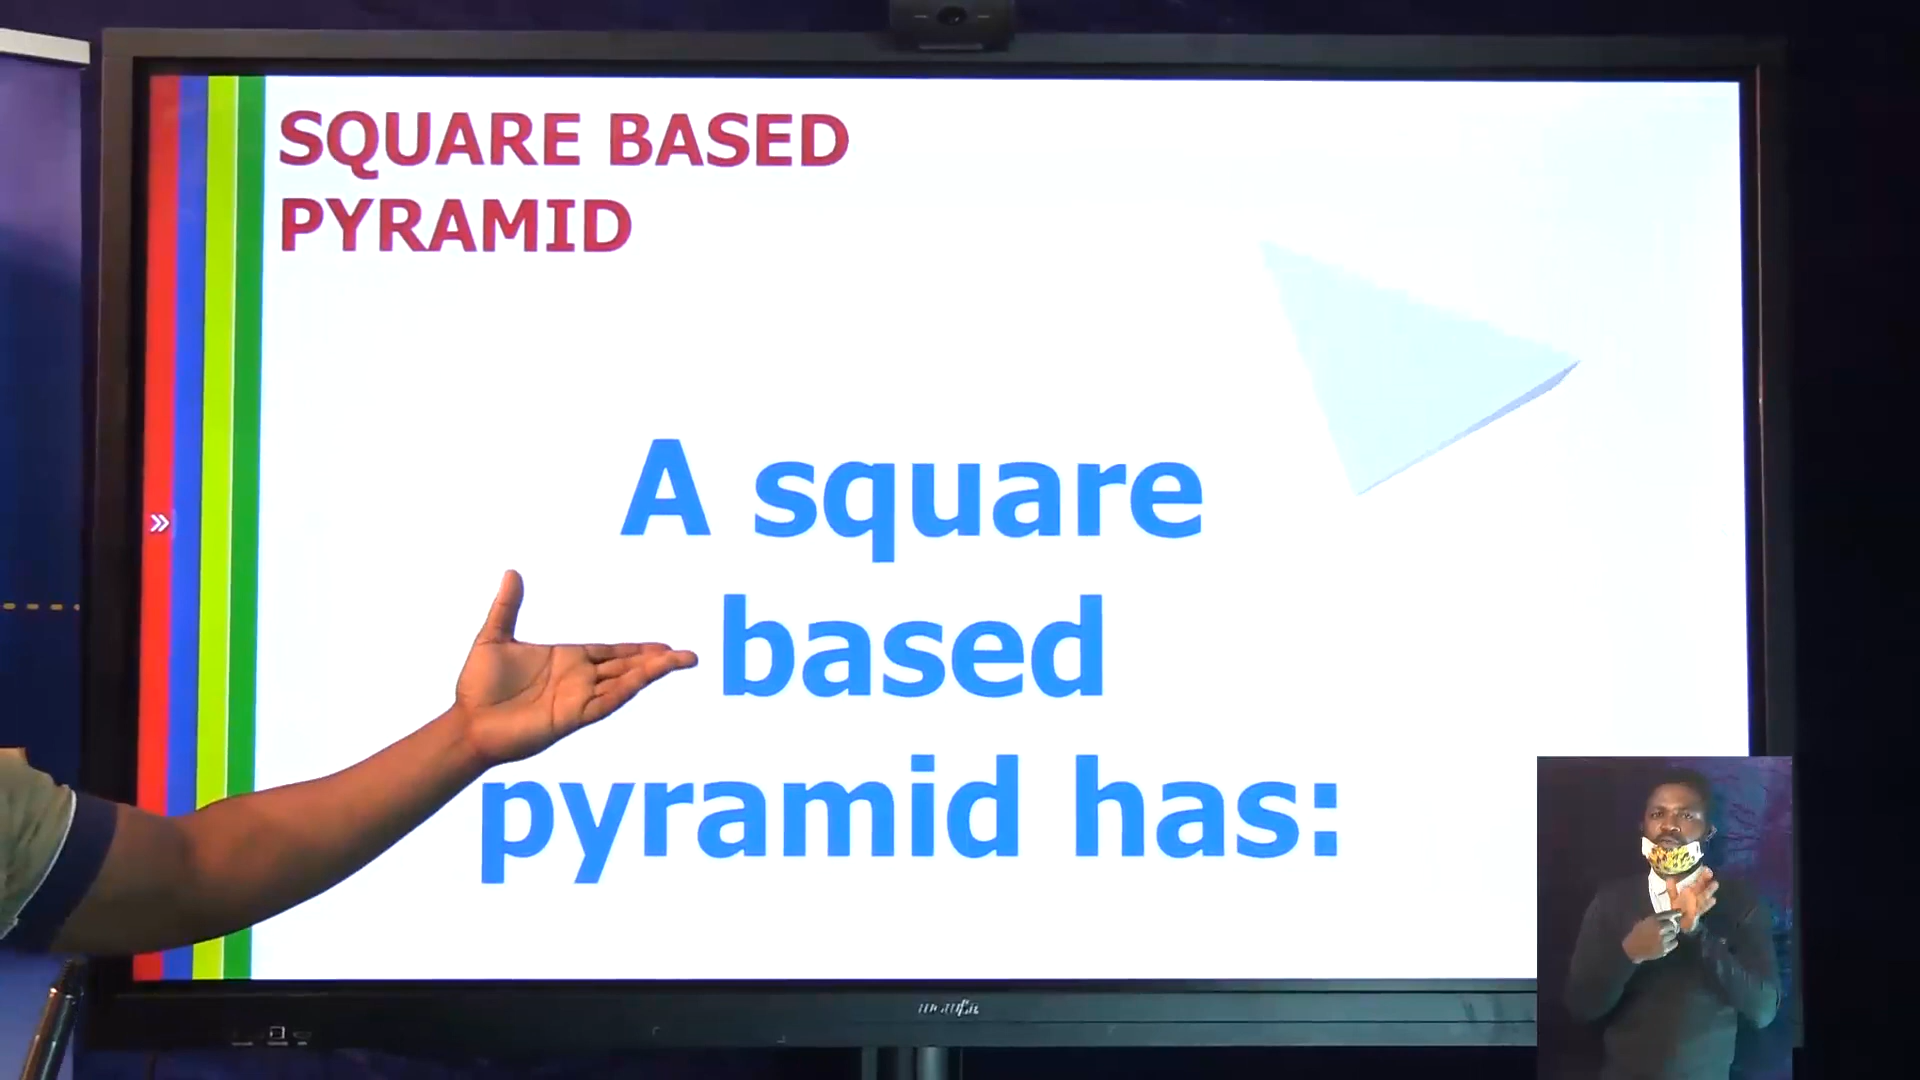 SQUARE BASED
PYRAMID
A square
based
pyramid has: